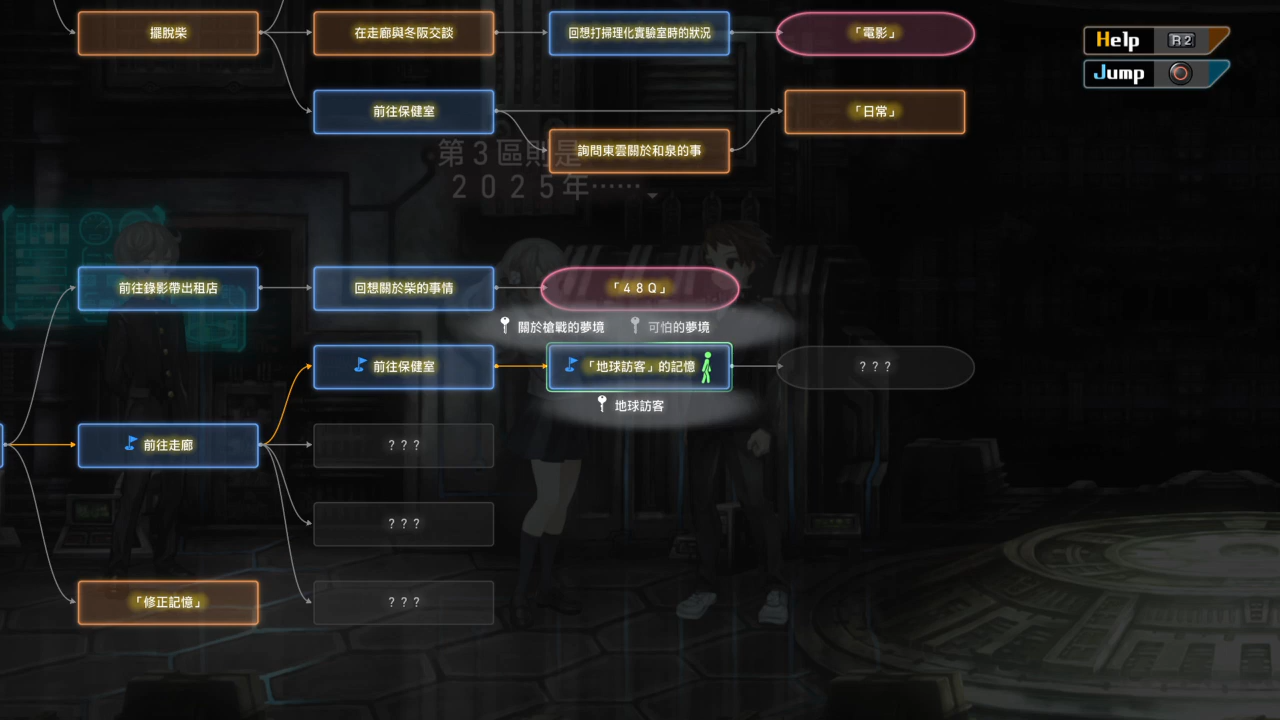 擺脫柴
在走廊與冬阪交談
回想打掃理化實驗室時的狀況
「電影」
Help R2
Jump
前往保健室
「日常」
詢問東雲關於和泉的事
第3區則是
2025年……
前往錄影帶出租店
回想關於柴的事情
「48Q」
關於槍戰的夢境
可怕的夢境
前往保健室
「地球訪客」的記憶
???
地球訪客
前往走廊
???
???
「修正記憶」
???